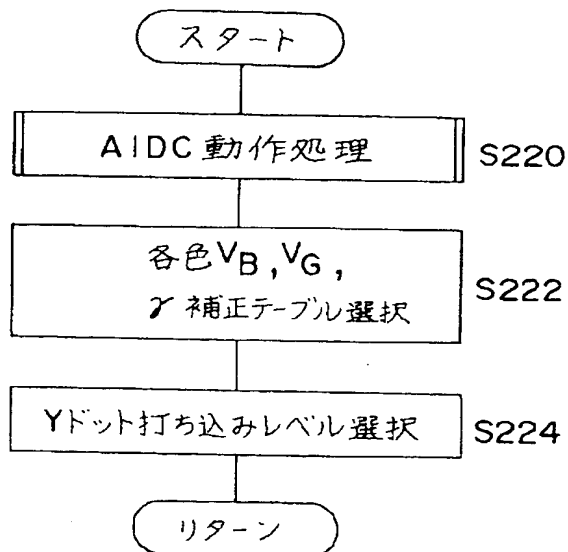 スタート
AIDC動作処理
S220
各色VB,VG,
γ補正テーブル選択
S222
Yドット打ち込みレベル選択
S224
リターン